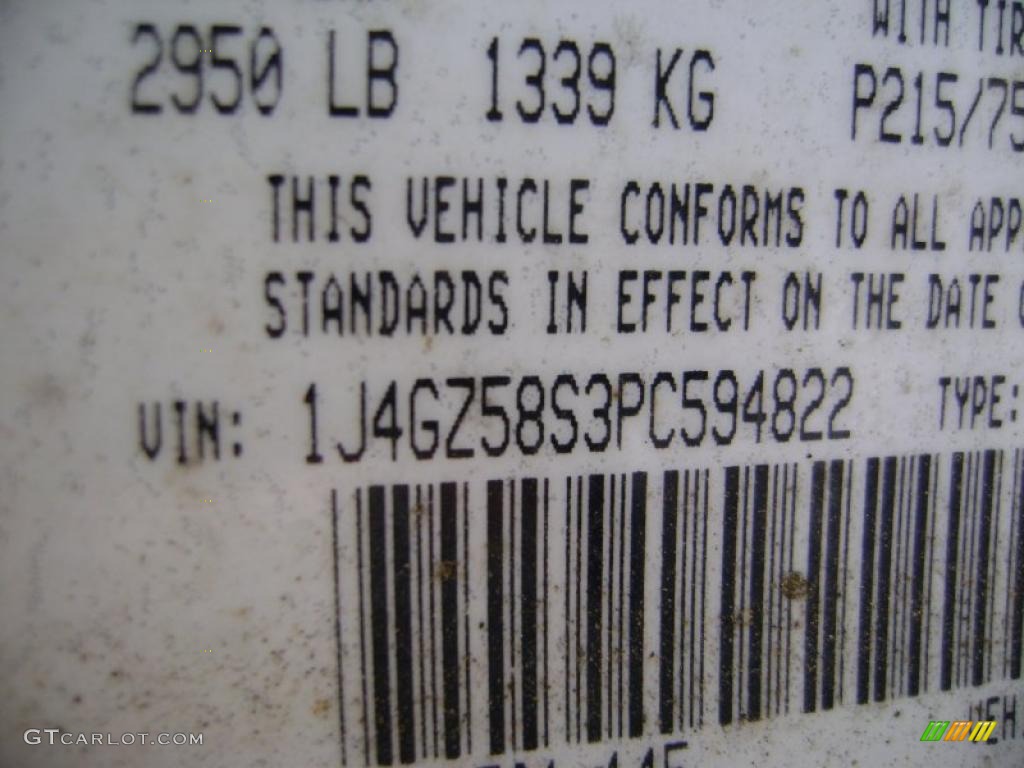 WITH TIR
2950 LB 1339 KG P215/75
THIS VEHICLE CONFORMS TO ALL APP
STANDARDS IN EFFECT ON THE DATE
VIN: 1J4GZ58S3PC594822 TYPE:
GTCARLOT.COM